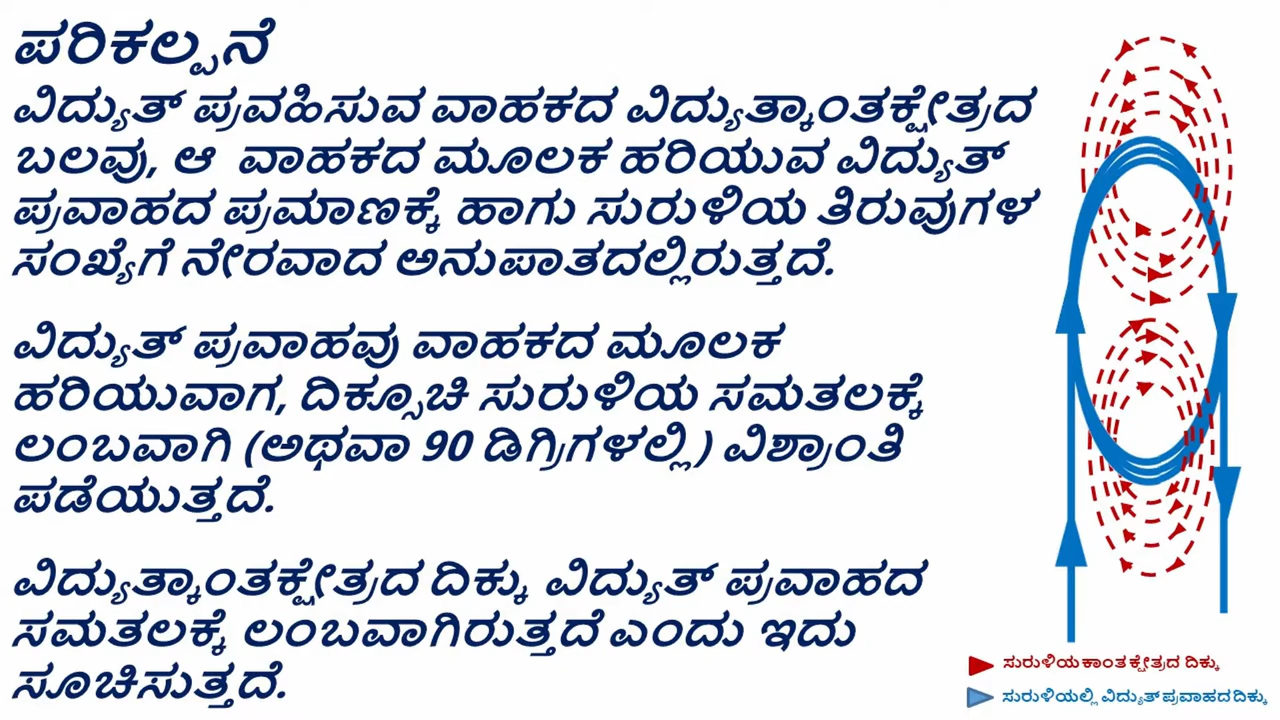 ಪರಿಕಲ್ಪನೆ
ವಿದ್ಯುತ್ ಪ್ರವಹಿಸುವ ವಾಹಕದ ವಿದ್ಯುತ್ಕಾಂತಕ್ಷೇತ್ರದ
ಬಲವು, ಆ ವಾಹಕದ ಮೂಲಕ ಹರಿಯುವ ವಿದ್ಯುತ್
ಪ್ರವಾಹದ ಪ್ರಮಾಣಕ್ಕೆ ಹಾಗು ಸುರುಳಿಯ ತಿರುವುಗಳ
ಸಂಖ್ಯೆಗೆ ನೇರವಾದ ಅನುಪಾತದಲ್ಲಿರುತ್ತದೆ.
ವಿದ್ಯುತ್ ಪ್ರವಾಹವು ವಾಹಕದ ಮೂಲಕ
ಹರಿಯುವಾಗ, ದಿಕ್ಸೂಚಿ ಸುರುಳಿಯ ಸಮತಲಕ್ಕೆ
ಲಂಬವಾಗಿ (ಅಥವಾ 90 ಡಿಗ್ರಿಗಳಲ್ಲಿ) ವಿಶ್ರಾಂತಿ
ಪಡೆಯುತ್ತದೆ.
ವಿದ್ಯುತ್ಕಾಂತಕ್ಷೇತ್ರದ ದಿಕ್ಕು ವಿದ್ಯುತ್ ಪ್ರವಾಹದ
ಸಮತಲಕ್ಕೆ ಲಂಬವಾಗಿರುತ್ತದೆ ಎಂದು ಇದು
ಸೂಚಿಸುತ್ತದೆ.
ಸುರುಳಿಯ ಕಾಂತಕ್ಷೇತ್ರದ ದಿಕ್ಕು
ಸುರುಳಿಯಲ್ಲಿ ವಿದ್ಯುತ್ ಪ್ರವಾಹದ ದಿಕ್ಕು